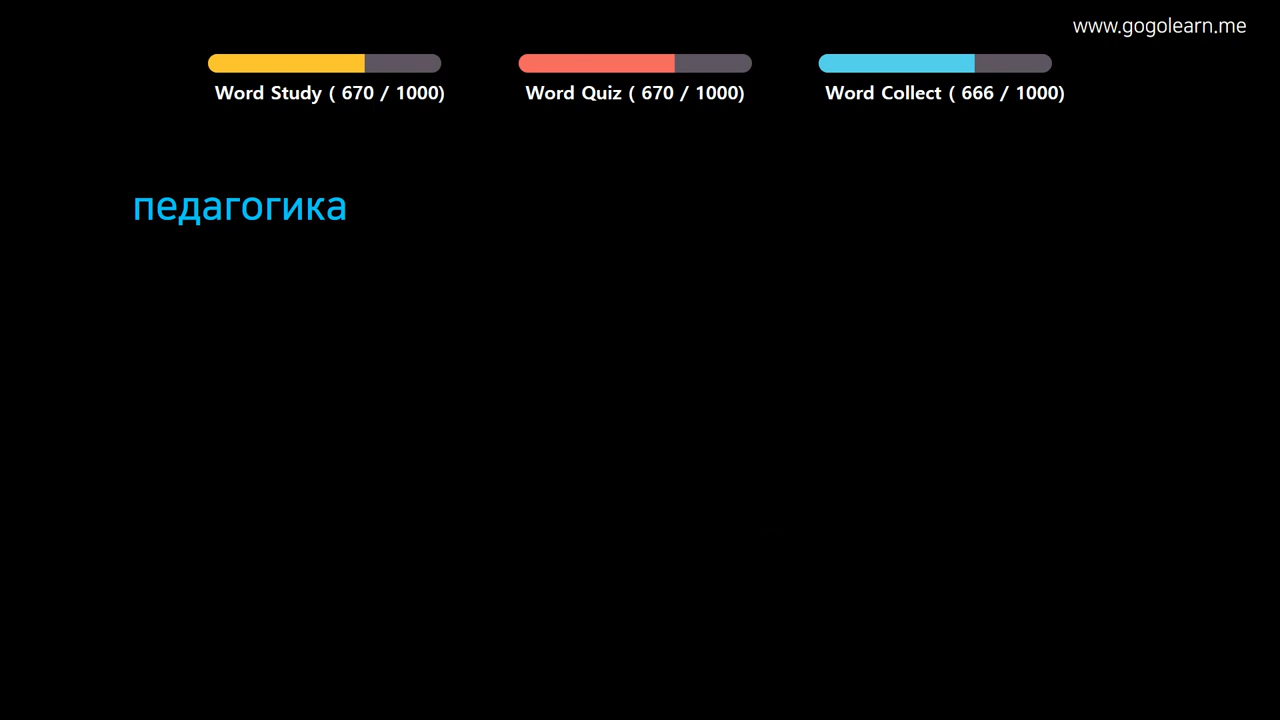 www.gogolearn.me
Word Study ( 670 / 1000)
Word Quiz ( 670 / 1000)
Word Collect ( 666 / 1000)
педагогика